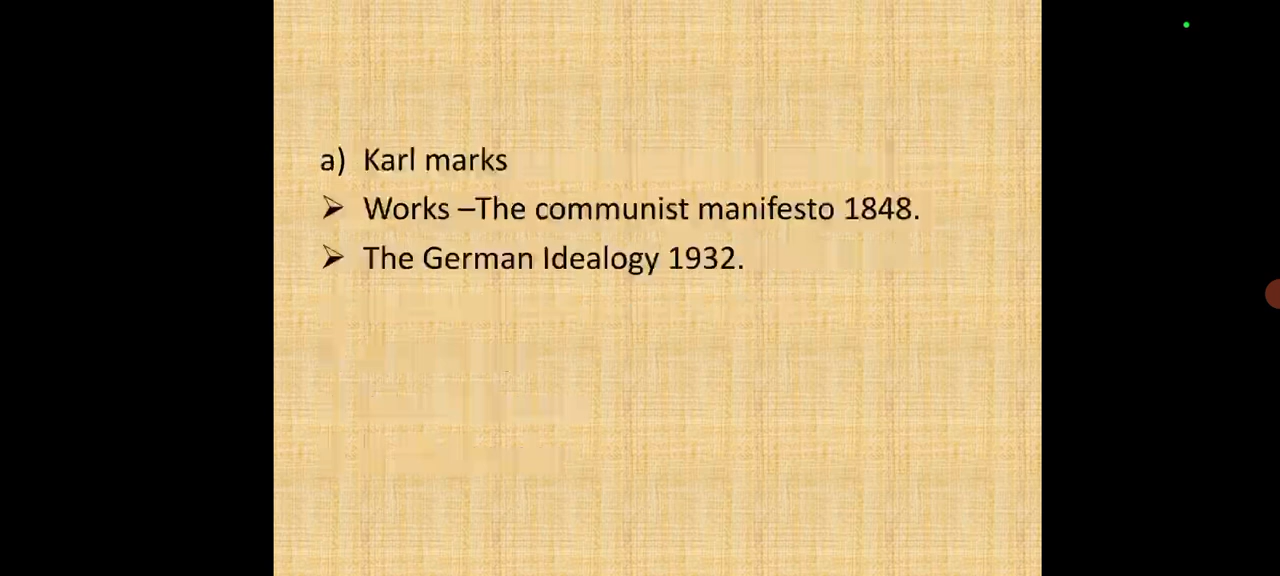 a) Karl marks
➢ Works –The communist manifesto 1848.
➢ The German Idealogy 1932.